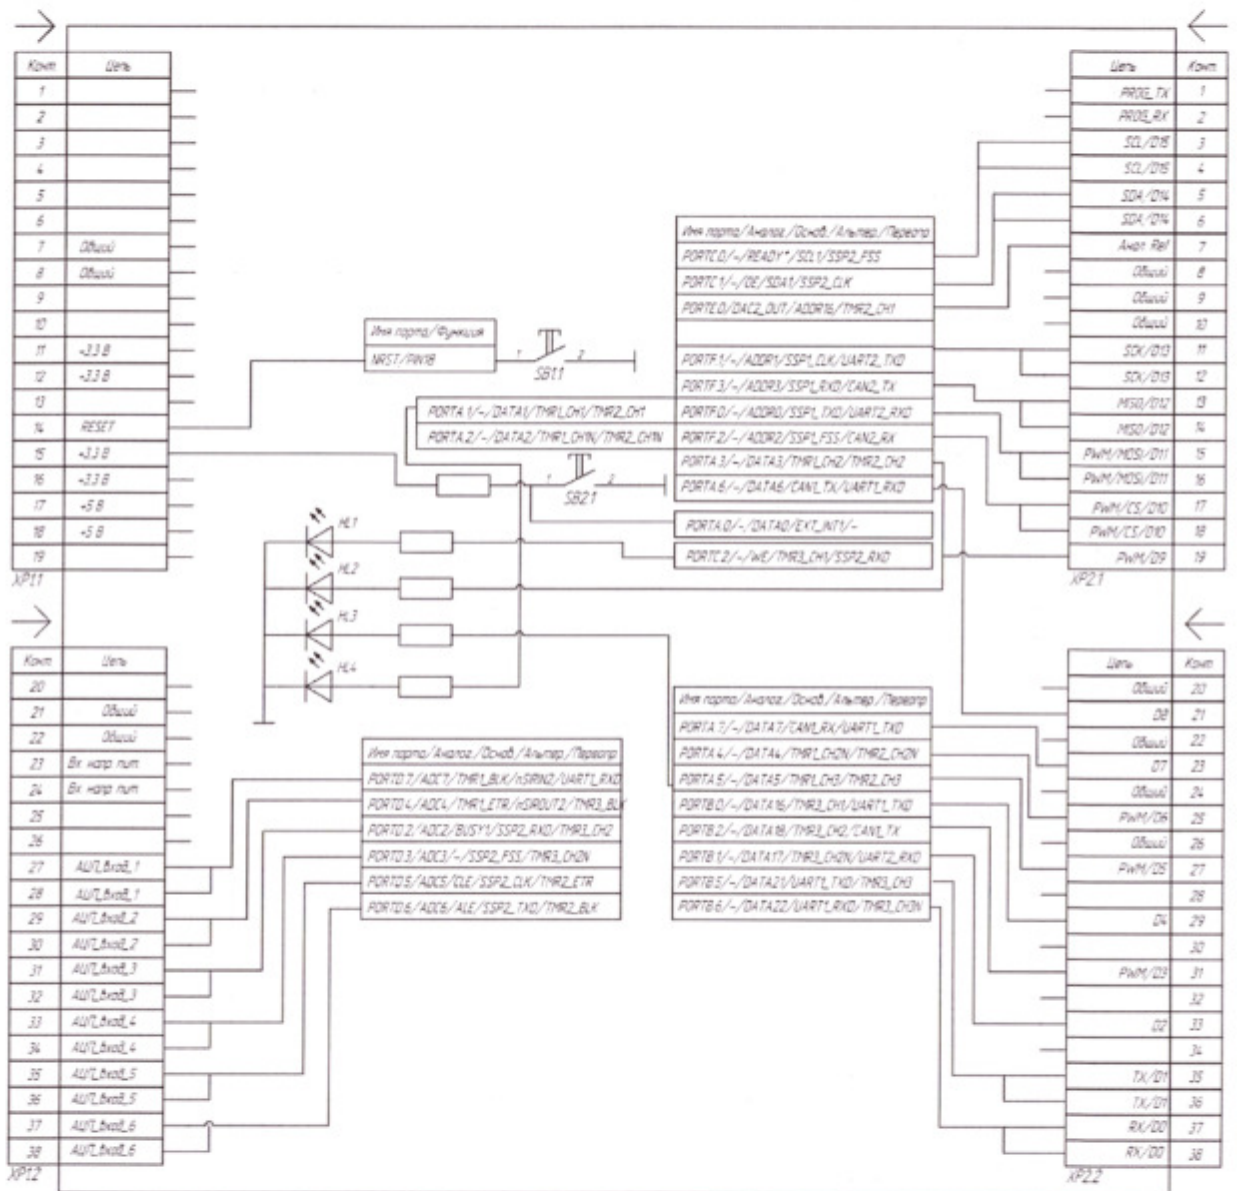 Конт Цепь
1
2
3
4
5
6
7 Общий
8 Общий
9
10
11 +3.3 В
12 +3.3 В
13
14 RESET
15 +3.3 В
16 +3.3 В
17 +5 В
18 +5 В
19
XP1.1
Конт Цепь
20
21 Общий
22 Общий
23 Вх напр пит
24 Вх напр пит
25
26
27 АЦП_Вход_1
28 АЦП_Вход_1
29 АЦП_Вход_2
30 АЦП_Вход_2
31 АЦП_Вход_3
32 АЦП_Вход_3
33 АЦП_Вход_4
34 АЦП_Вход_4
35 АЦП_Вход_5
36 АЦП_Вход_5
37 АЦП_Вход_6
38 АЦП_Вход_6
XP1.2
Имя порта/Функция
NRST/PIN18
1 2
SB1.1
1 2
SB2.1
HL1
HL2
HL3
HL4
PORTA.1/-/DATA1/TMR1_CH1/TMR2_CH1
PORTA.2/-/DATA2/TMR1_CH1N/TMR2_CH1N
Имя порта/Аналог./Основ./Альтер./Переопр
PORTC.0/-/READY*/SCL1/SSP2_FSS
PORTC.1/-/OE/SDA1/SSP2_CLK
PORTE.0/DAC2_OUT/ADDR16/TMR2_CH1
PORTF.1/-/ADDR1/SSP1_CLK/UART2_TXD
PORTF.3/-/ADDR3/SSP1_RXD/CAN2_TX
PORTF.0/-/ADDR0/SSP1_TXD/UART2_RXD
PORTF.2/-/ADDR2/SSP1_FSS/CAN2_RX
PORTA.3/-/DATA3/TMR1_CH2/TMR2_CH2
PORTA.6/-/DATA6/CAN1_TX/UART1_RXD
PORTA.0/-/DATA0/EXT_INT1/-
PORTC.2/-/WE/TMR3_CH1/SSP2_RXD
Имя порта/Аналог./Основ./Альтер./Переопр
PORTD.7/ADC7/TMR1_BLK/nSIRIN2/UART1_RXD
PORTD.4/ADC4/TMR1_ETR/nSIROUT2/TMR3_BLK
PORTD.2/ADC2/BUSY1/SSP2_RXD/TMR3_CH2
PORTD.3/ADC3/-/SSP2_FSS/TMR3_CH2N
PORTD.5/ADC5/CLE/SSP2_CLK/TMR2_ETR
PORTD.6/ADC6/ALE/SSP2_TXD/TMR2_BLK
Имя порта/Аналог./Основ./Альтер./Переопр
PORTA.7/-/DATA7/CAN1_RX/UART1_TXD
PORTA.4/-/DATA4/TMR1_CH2N/TMR2_CH2N
PORTA.5/-/DATA5/TMR1_CH3/TMR2_CH3
PORTB.0/-/DATA16/TMR3_CH1/UART1_TXD
PORTB.2/-/DATA18/TMR3_CH2/CAN1_TX
PORTB.1/-/DATA17/TMR3_CH2N/UART2_RXD
PORTB.5/-/DATA21/UART1_TXD/TMR3_CH3
PORTB.6/-/DATA22/UART1_RXD/TMR3_CH3N
Цепь Конт
PROG_TX 1
PROG_RX 2
SCL/D15 3
SCL/D15 4
SDA/D14 5
SDA/D14 6
Анал Ref 7
Общий 8
Общий 9
Общий 10
SCK/D13 11
SCK/D13 12
MISO/D12 13
MISO/D12 14
PWM/MOSI/D11 15
PWM/MOSI/D11 16
PWM/CS/D10 17
PWM/CS/D10 18
PWM/D9 19
XP2.1
Цепь Конт
Общий 20
D8 21
Общий 22
D7 23
Общий 24
PWM/D6 25
Общий 26
PWM/D5 27
28
D4 29
30
PWM/D3 31
32
D2 33
34
TX/D1 35
TX/D1 36
RX/D0 37
RX/D0 38
XP2.2